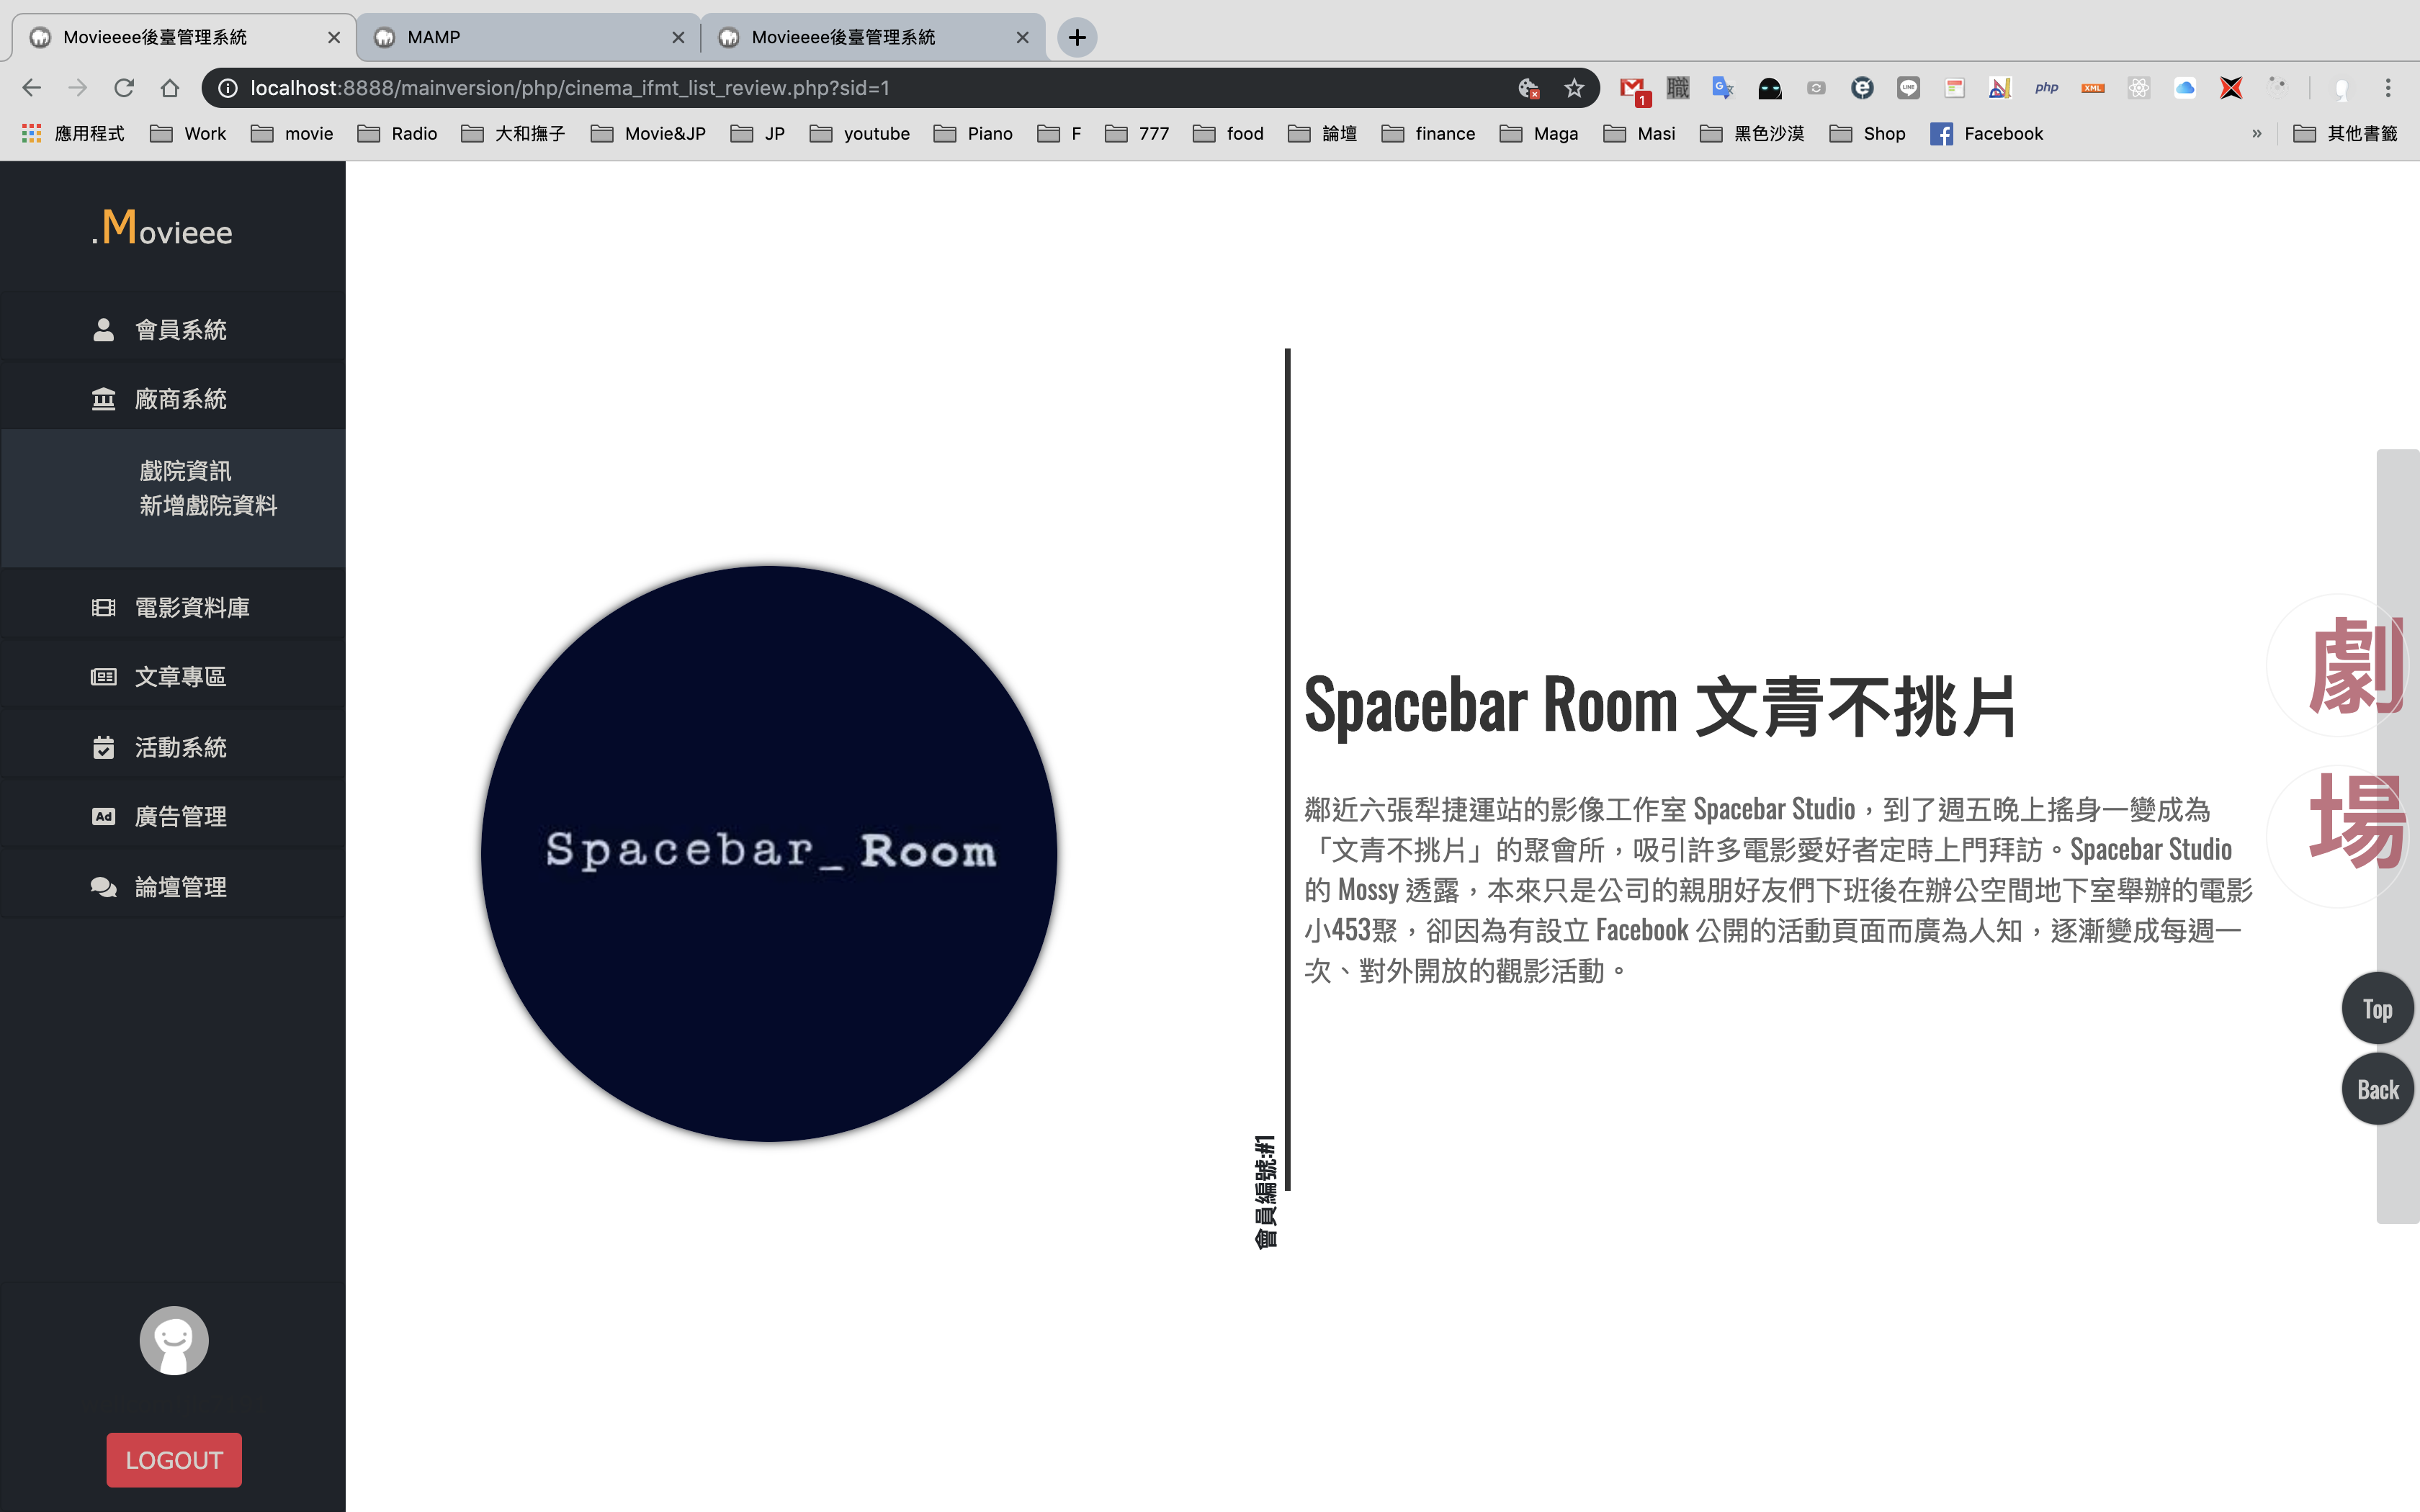 Movieeee後臺管理系統
MAMP
Movieeee後臺管理系統
localhost:8888/mainversion/php/cinema_ifmt_list_review.php?sid=1
1
職
php
XML
應用程式
Work
movie
Radio
大和撫子
Movie&JP
JP
youtube
Piano
F
777
food
論壇
finance
Maga
Masi
黑色沙漠
Shop
Facebook
»
其他書籤
.Movieee
會員系統
廠商系統
戲院資訊
新增戲院資料
電影資料庫
文章專區
活動系統
Ad
廣告管理
論壇管理
LOGOUT
Spacebar_Room
會員編號:#1
Spacebar Room 文青不挑片
鄰近六張犁捷運站的影像工作室 Spacebar Studio，到了週五晚上搖身一變成為
「文青不挑片」的聚會所，吸引許多電影愛好者定時上門拜訪。Spacebar Studio
的 Mossy 透露，本來只是公司的親朋好友們下班後在辦公空間地下室舉辦的電影
小453聚，卻因為有設立 Facebook 公開的活動頁面而廣為人知，逐漸變成每週一
次、對外開放的觀影活動。
劇
場
Top
Back